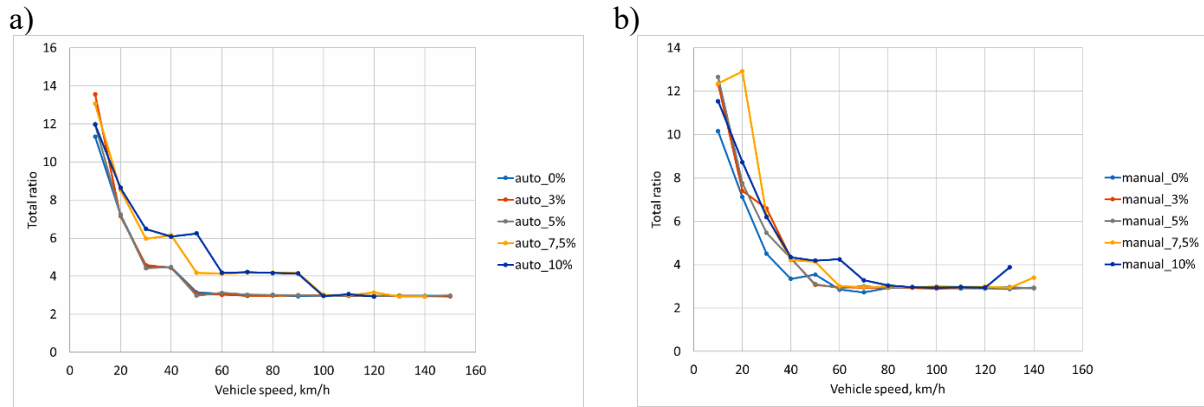 a)
16
14
12
10
8
6
4
2
0
Total ratio
0 20 40 60 80 100 120 140 160
Vehicle speed, km/h
auto_0%
auto_3%
auto_5%
auto_7,5%
auto_10%
b)
14
12
10
8
6
4
2
0
Total ratio
0 20 40 60 80 100 120 140 160
Vehicle speed, km/h
manual_0%
manual_3%
manual_5%
manual_7,5%
manual_10%